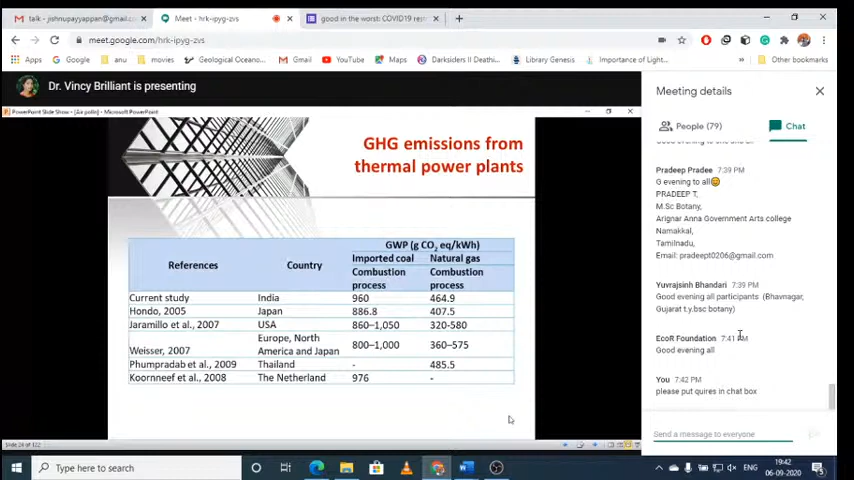 talk - jishnupayyappan@gmail.c
Meet - hrk-ipyg-zvs
good in the worst: COVID19 res
meet.google.com/hrk-ipyg-zvs
Apps
Google
anu
movies
Geological Oceano...
Gmail
YouTube
Maps
Darksiders II Deathi...
Library Genesis
Importance of Light...
»
Other bookmarks
Dr. Vincy Brilliant is presenting
GHG emissions from
thermal power plants
References Country GWP (g CO2 eq/kWh)
Imported coal Natural gas
Combustion process Combustion process
Current study India 960 464.9
Hondo, 2005 Japan 886.8 407.5
Jaramillo et al., 2007 USA 860–1,050 320-580
Weisser, 2007 Europe, North America and Japan 800–1,000 360–575
Phumpradab et al., 2009 Thailand - 485.5
Koornneef et al., 2008 The Netherland 976 -
Meeting details
People (79)
Chat
Pradeep Pradee 7:39 PM
G evening to all😊
PRADEEP T,
M.Sc Botany,
Arignar Anna Government Arts college
Namakkal,
Tamilnadu,
Email: pradeept0206@gmail.com
Yuvrajsinh Bhandari 7:39 PM
Good evening all participants (Bhavnagar,
Gujarat t.y.bsc botany)
EcoR Foundation 7:41 PM
Good evening all
You 7:42 PM
please put quires in chat box
Send a message to everyone
Type here to search
ENG
19:42
06-09-2020